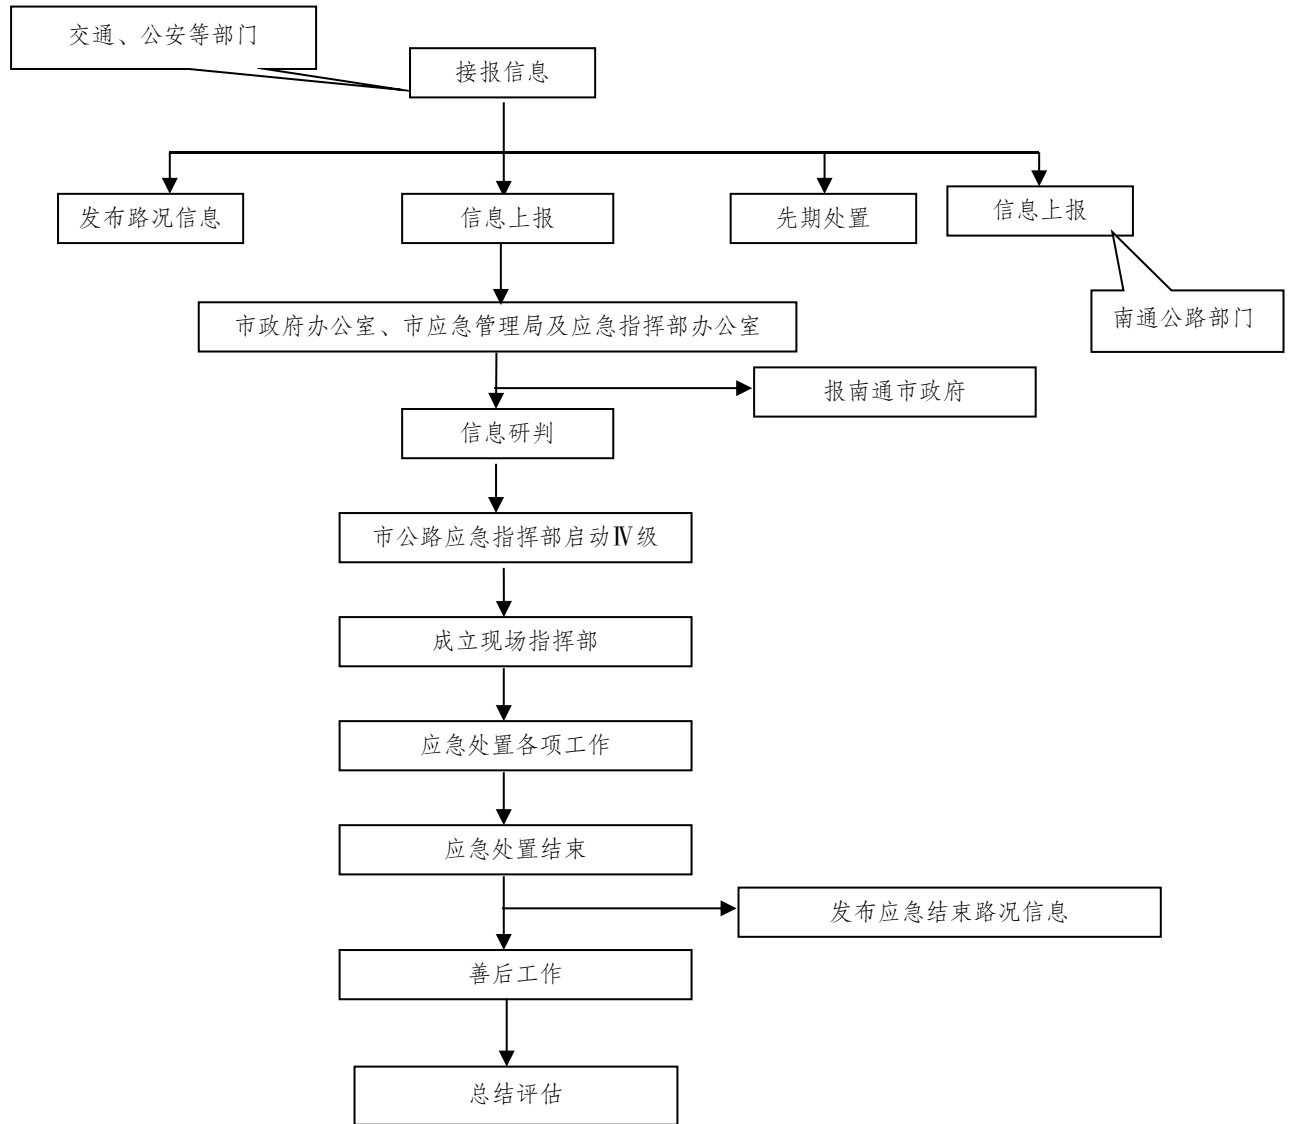 交通、公安等部门
接报信息
发布路况信息
信息上报
先期处置
信息上报
南通公路部门
市政府办公室、市应急管理局及应急指挥部办公室
报南通市政府
信息研判
市公路应急指挥部启动Ⅳ级
成立现场指挥部
应急处置各项工作
应急处置结束
发布应急结束路况信息
善后工作
总结评估